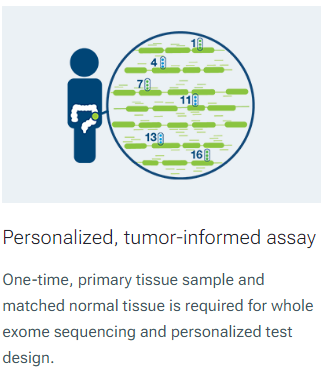 1
4
7
11
13
16
Personalized, tumor-informed assay
One-time, primary tissue sample and
matched normal tissue is required for whole
exome sequencing and personalized test
design.